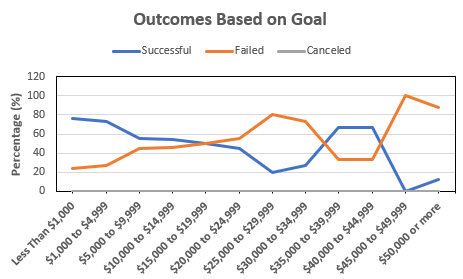 Outcomes Based on Goal
Successful Failed Canceled
Percentage (%)
120
100
80
60
40
20
0
Less Than $1,000
$1,000 to $4,999
$5,000 to $9,999
$10,000 to $14,999
$15,000 to $19,999
$20,000 to $24,999
$25,000 to $29,999
$30,000 to $34,999
$35,000 to $39,999
$40,000 to $44,999
$45,000 to $49,999
$50,000 or more